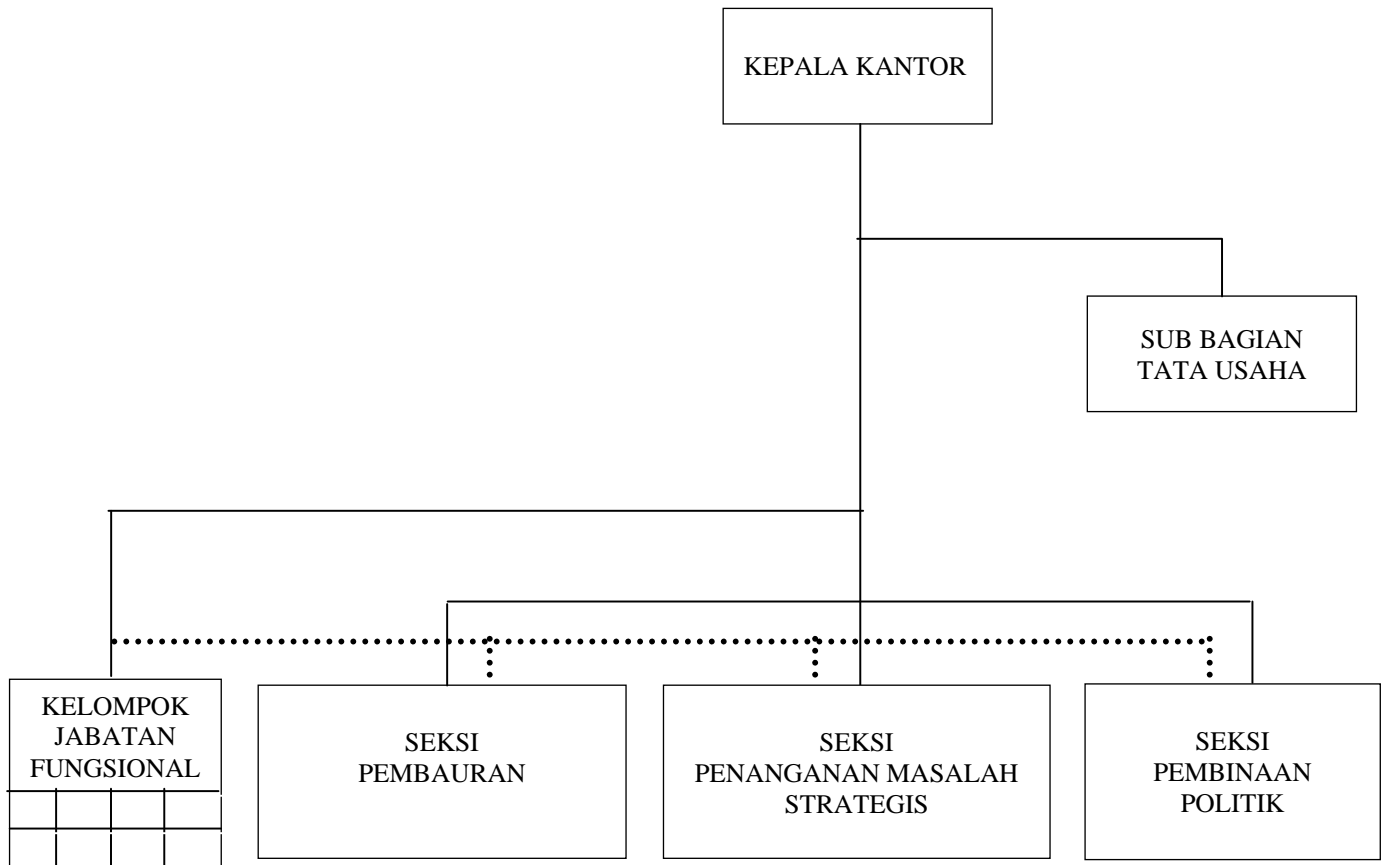 KEPALA KANTOR
SUB BAGIAN
TATA USAHA
KELOMPOK
JABATAN
FUNGSIONAL
SEKSI
PEMBAURAN
SEKSI
PENANGANAN MASALAH
STRATEGIS
SEKSI
PEMBINAAN
POLITIK